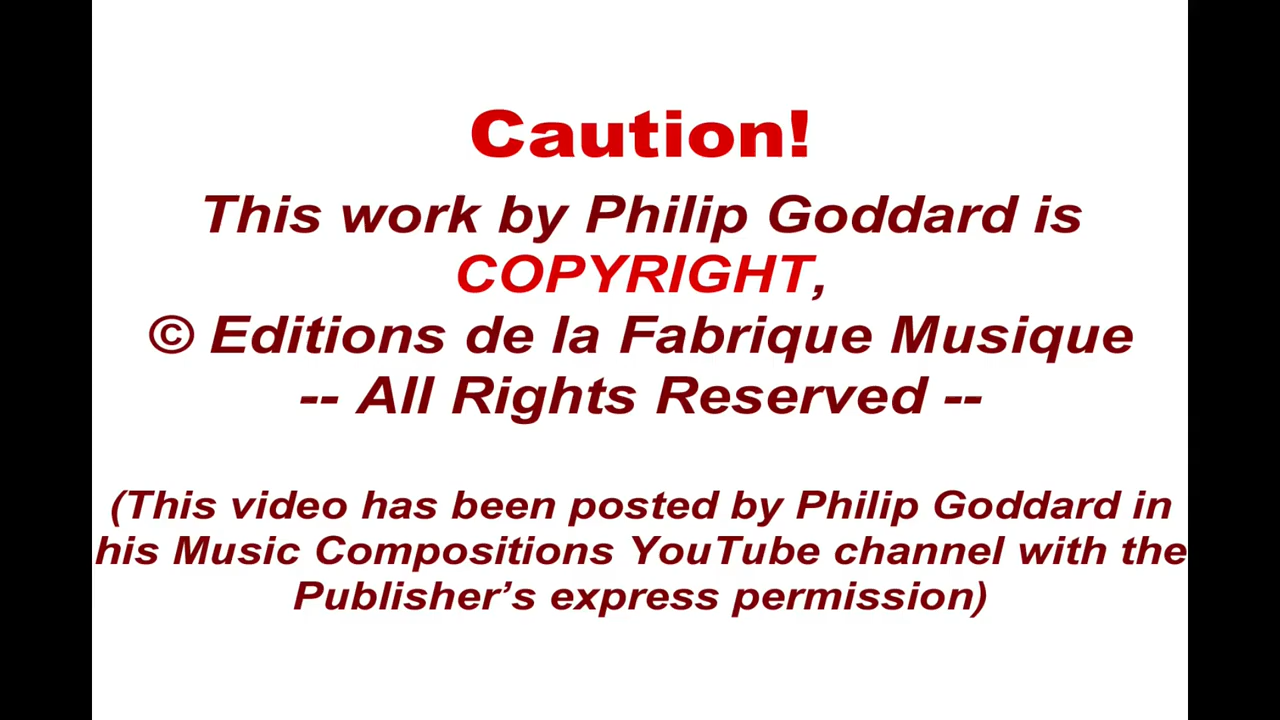 Caution!
This work by Philip Goddard is
COPYRIGHT,
© Editions de la Fabrique Musique
-- All Rights Reserved --
(This video has been posted by Philip Goddard in
his Music Compositions YouTube channel with the
Publisher’s express permission)